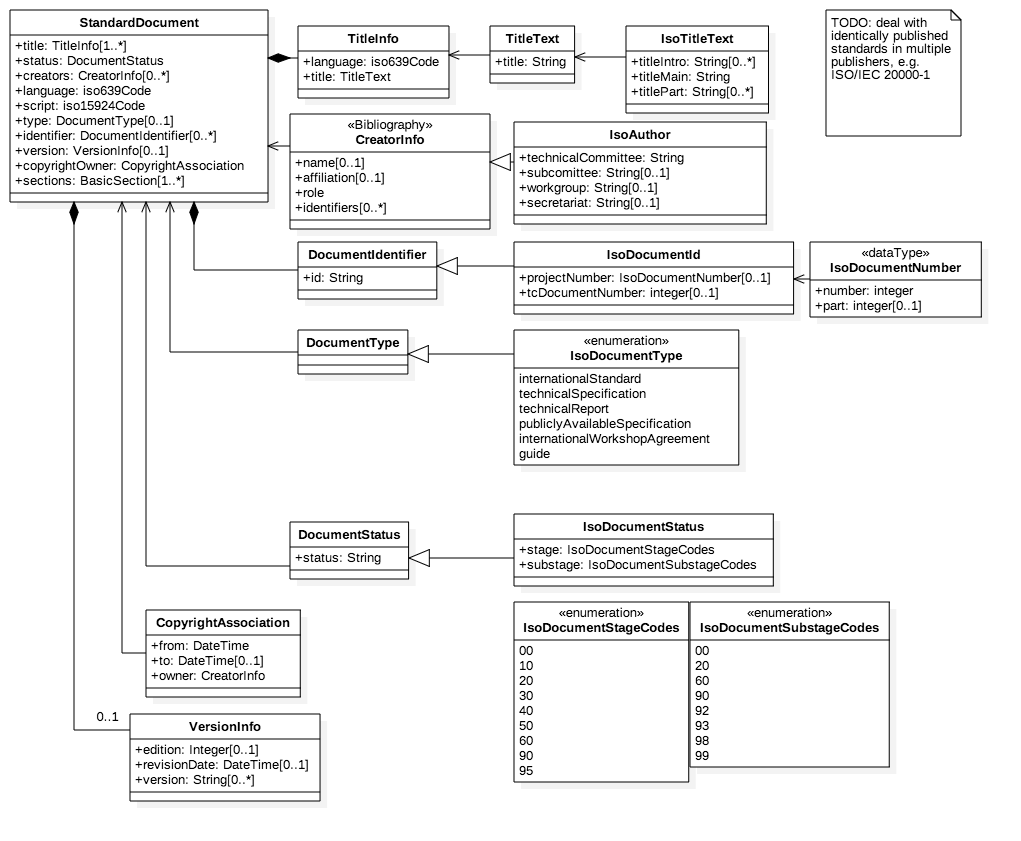 StandardDocument
+title: TitleInfo[1..*]
+status: DocumentStatus
+creators: CreatorInfo[0..*]
+language: iso639Code
+script: iso15924Code
+type: DocumentType[0..1]
+identifier: DocumentIdentifier[0..*]
+version: VersionInfo[0..1]
+copyrightOwner: CopyrightAssociation
+sections: BasicSection[1..*]
TitleInfo
+language: iso639Code
+title: TitleText
TitleText
+title: String
IsoTitleText
+titleIntro: String[0..*]
+titleMain: String
+titlePart: String[0..*]
TODO: deal with
identically published
standards in multiple
publishers, e.g.
ISO/IEC 20000-1
«Bibliography»
CreatorInfo
+name[0..1]
+affiliation[0..1]
+role
+identifiers[0..*]
IsoAuthor
+technicalCommittee: String
+subcomittee: String[0..1]
+workgroup: String[0..1]
+secretariat: String[0..1]
DocumentIdentifier
+id: String
IsoDocumentId
+projectNumber: IsoDocumentNumber[0..1]
+tcDocumentNumber: integer[0..1]
«dataType»
IsoDocumentNumber
+number: integer
+part: integer[0..1]
DocumentType
«enumeration»
IsoDocumentType
internationalStandard
technicalSpecification
technicalReport
publiclyAvailableSpecification
internationalWorkshopAgreement
guide
DocumentStatus
+status: String
IsoDocumentStatus
+stage: IsoDocumentStageCodes
+substage: IsoDocumentSubstageCodes
«enumeration»
IsoDocumentStageCodes
00
10
20
30
40
50
60
90
95
«enumeration»
IsoDocumentSubstageCodes
00
20
60
90
92
93
98
99
CopyrightAssociation
+from: DateTime
+to: DateTime[0..1]
+owner: CreatorInfo
0..1
VersionInfo
+edition: Integer[0..1]
+revisionDate: DateTime[0..1]
+version: String[0..*]